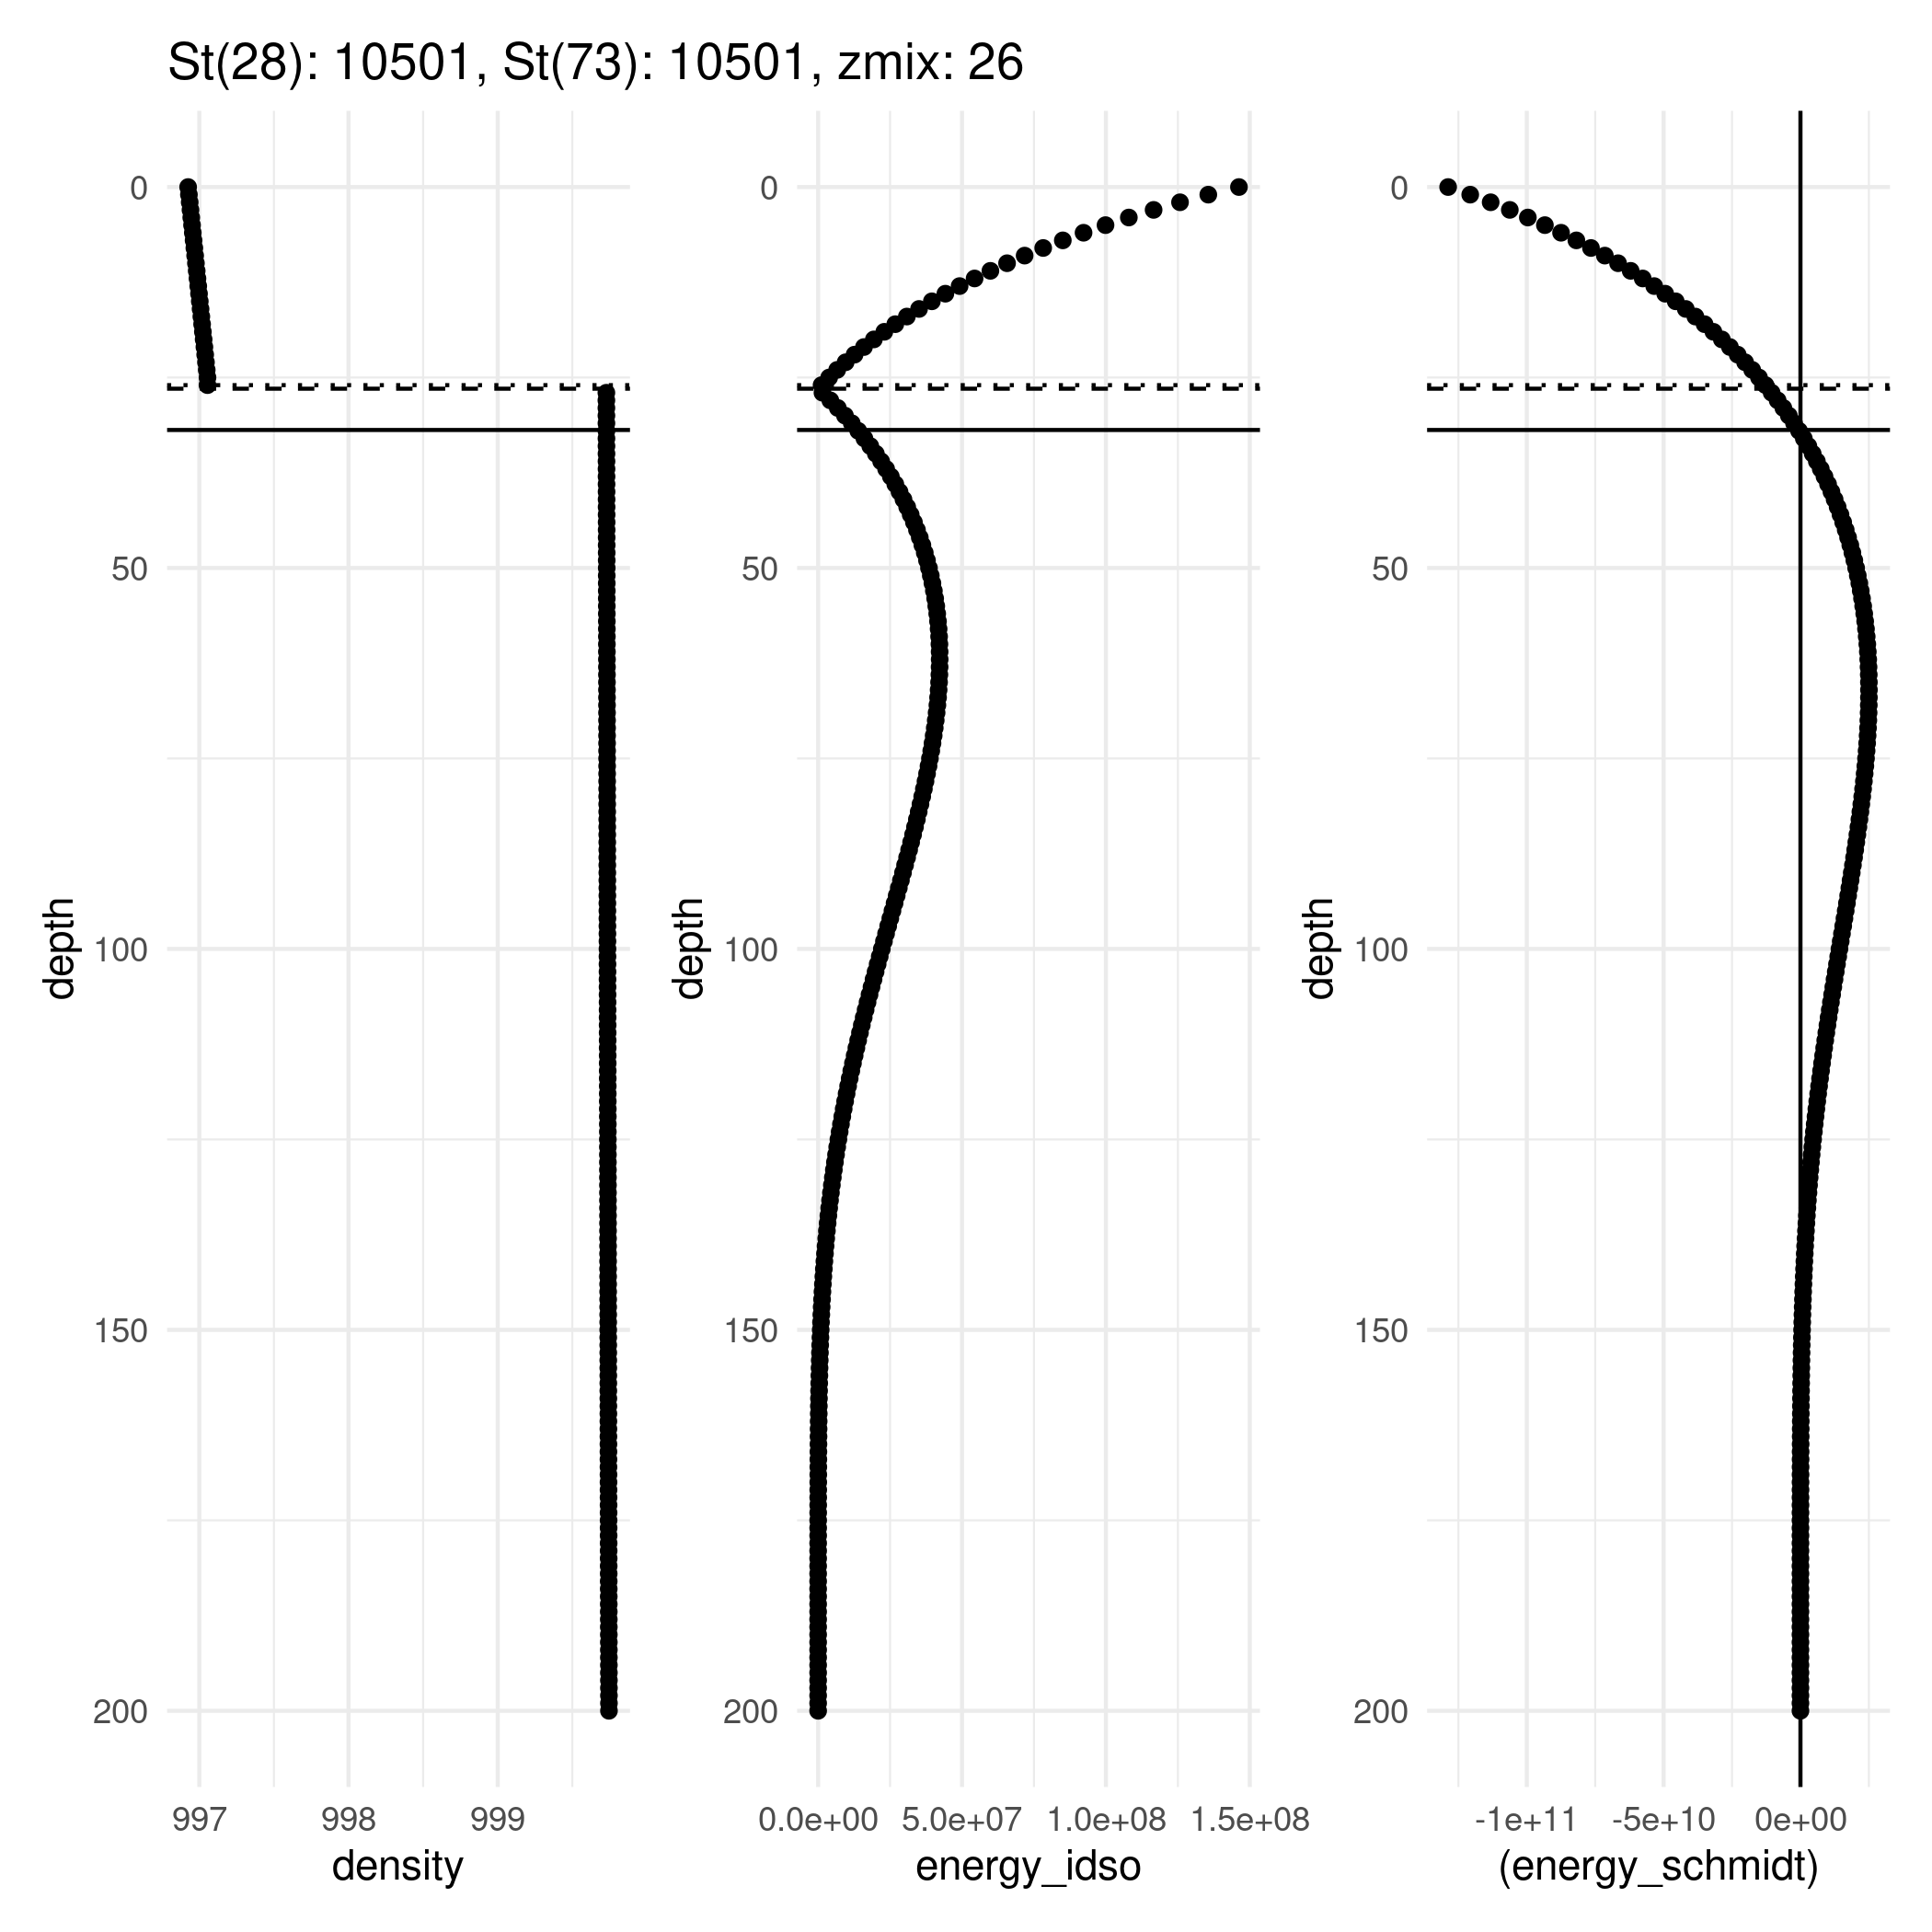 St(28): 10501, St(73): 10501, zmix: 26
0
50
100
150
200
depth
997
998
999
density
0
50
100
150
200
depth
0.0e+00
5.0e+07
1.0e+08
1.5e+08
energy_idso
0
50
100
150
200
depth
-1e+11
-5e+10
0e+00
(energy_schmidt)